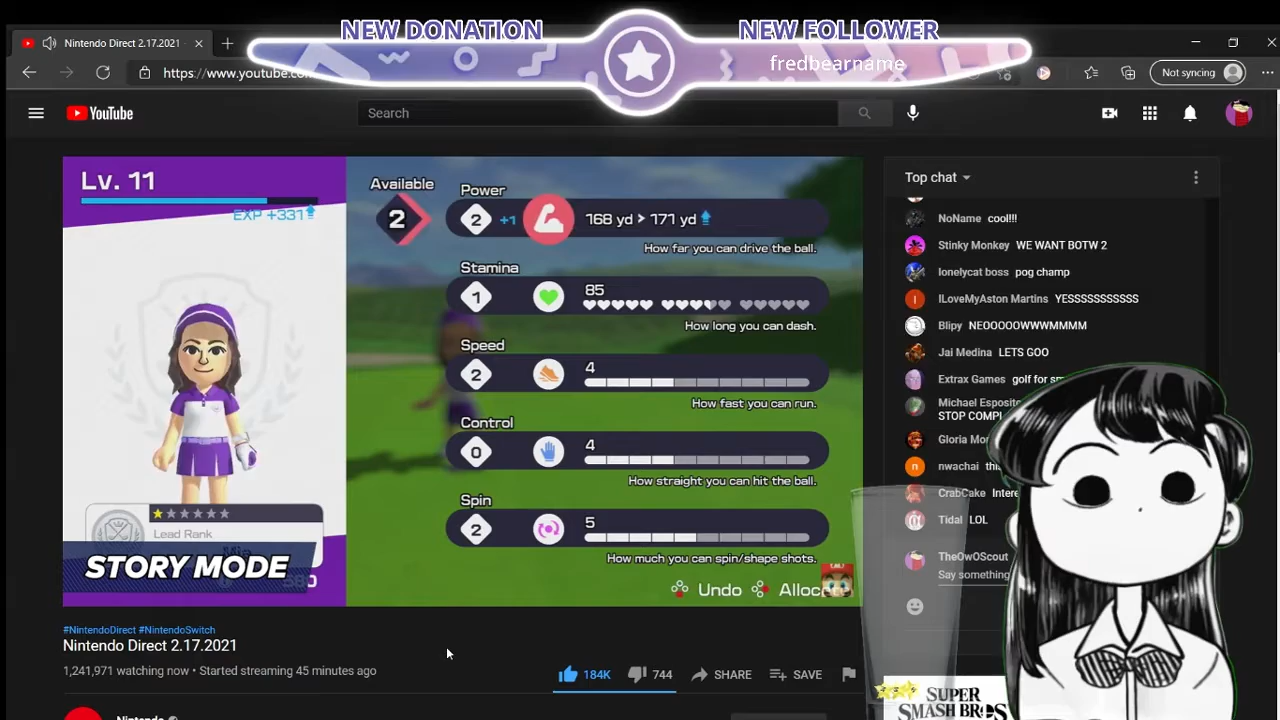 NEW DONATION
NEW FOLLOWER
fredbearname
Nintendo Direct 2.17.2021
https://www.youtube.co
Not syncing
YouTube
Search
Lv. 11
EXP +331
Lead Rank
STORY MODE
Available
2
Power
2 +1 168 yd > 171 yd
How far you can drive the ball.
Stamina
1 85
How long you can dash.
Speed
2 4
How fast you can run.
Control
0 4
How straight you can hit the ball.
Spin
2 5
How much you can spin/shape shots.
Undo Alloc
Top chat
NoName cool!!!
Stinky Monkey WE WANT BOTW 2
lonelycat boss pog champ
ILoveMyAston Martins YESSSSSSSSSS
Blipy NEOOOOOWWWMMMM
Jai Medina LETS GOO
Extrax Games golf for
Michael Esposito
STOP
Gloria
nwachai
CrabCake
Tidal LOL
TheOwOScout
Say something
#NintendoDirect #NintendoSwitch
Nintendo Direct 2.17.2021
1,241,971 watching now • Started streaming 45 minutes ago
184K 744 SHARE SAVE
Nintendo
SUPER
SMASH BROS